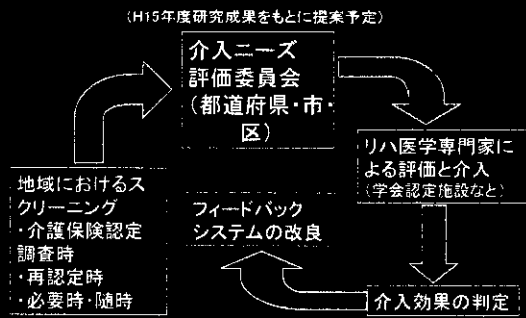 (H15年度研究成果をもとに提案予定)
介入ニーズ
評価委員会
(都道府県・市・
区)
リハ医学専門家に
よる評価と介入
(学会認定施設など)
地域におけるス
クリーニング
・介護保険認定
調査時
・再認定時
・必要時・随時
フィードバック
システムの改良
介入効果の判定